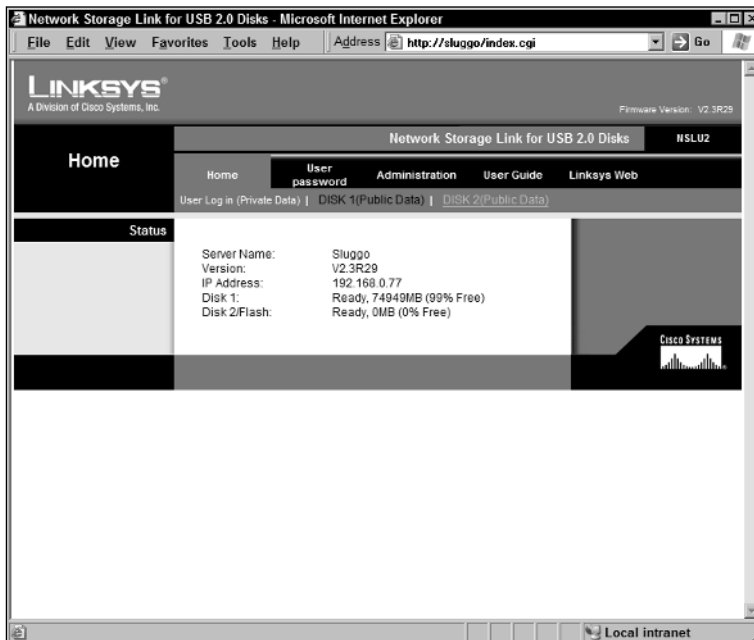 Network Storage Link for USB 2.0 Disks - Microsoft Internet Explorer
File Edit View Favorites Tools Help Address http://sluggo/index.cgi Go
LINKSYS®
A Division of Cisco Systems, Inc.
Firmware Version: V2.3R29
Network Storage Link for USB 2.0 Disks NSLU2
Home
Home User password Administration User Guide Linksys Web
User Log in (Private Data) | DISK 1(Public Data) | DISK 2(Public Data)
Status
Server Name: Sluggo
Version: V2.3R29
IP Address: 192.168.0.77
Disk 1: Ready, 74949MB (99% Free)
Disk 2/Flash: Ready, 0MB (0% Free)
CISCO SYSTEMS
Local intranet